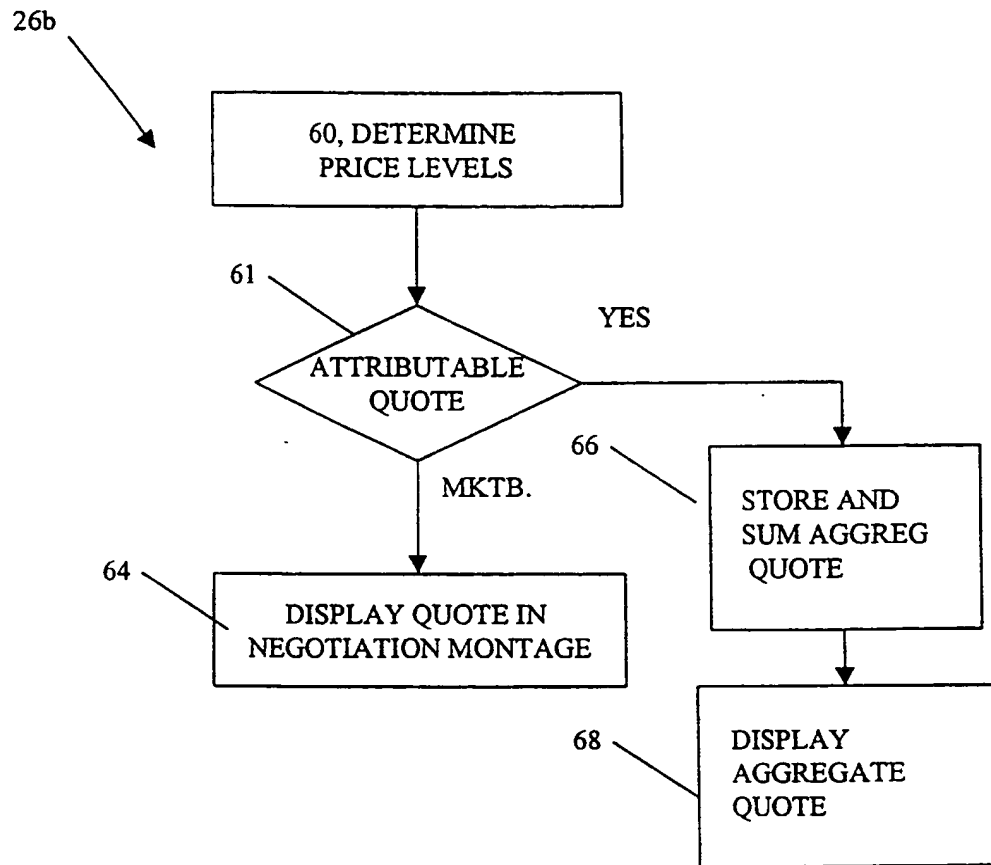 26b
60, DETERMINE
PRICE LEVELS
61
YES
ATTRIBUTABLE
QUOTE
66
MKTB.
STORE AND
SUM AGGREG
QUOTE
64
DISPLAY QUOTE IN
NEGOTIATION MONTAGE
68
DISPLAY
AGGREGATE
QUOTE